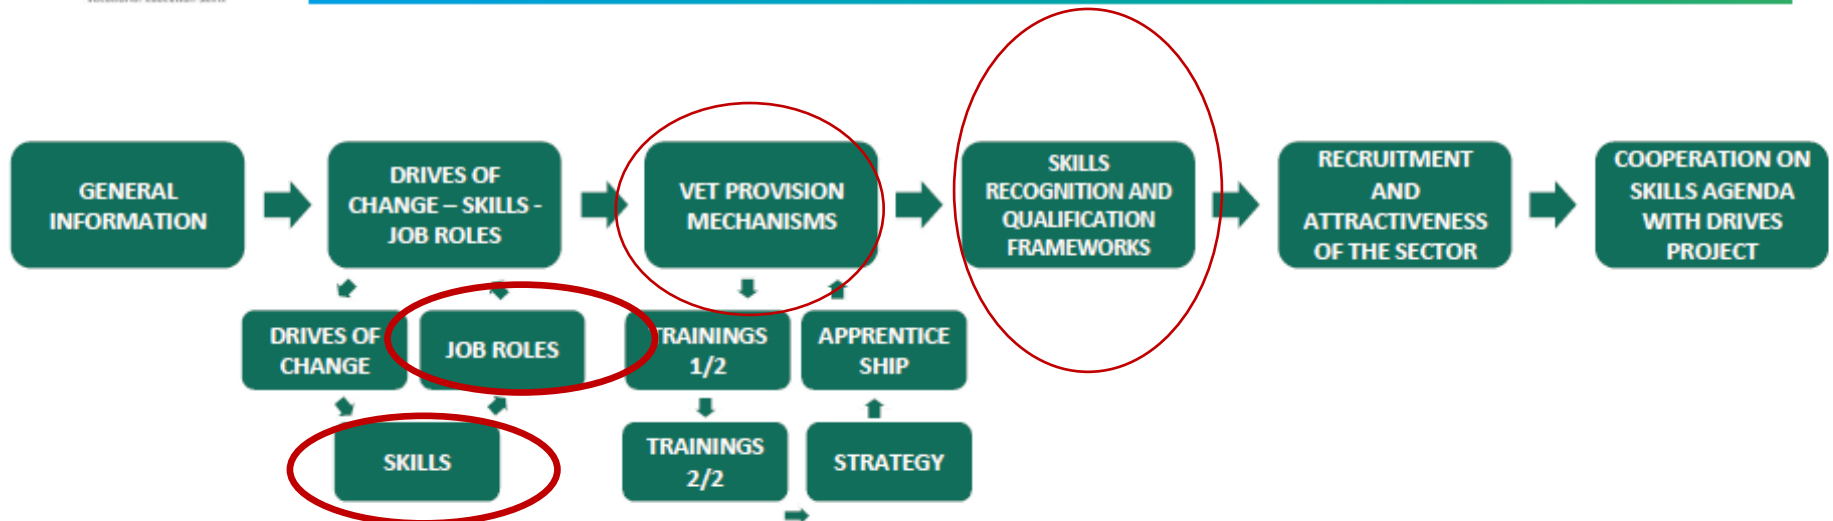 GENERAL
INFORMATION
DRIVES OF
CHANGE – SKILLS -
JOB ROLES
VET PROVISION
MECHANISMS
SKILLS
RECOGNITION AND
QUALIFICATION
FRAMEWORKS
RECRUITMENT
AND
ATTRACTIVENESS
OF THE SECTOR
COOPERATION ON
SKILLS AGENDA
WITH DRIVES
PROJECT
DRIVES OF
CHANGE
JOB ROLES
TRAININGS
1/2
APPRENTICE
SHIP
SKILLS
TRAININGS
2/2
STRATEGY